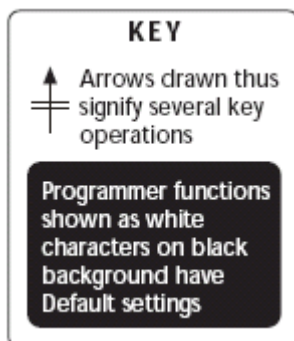 KEY
Arrows drawn thus
signify several key
operations
Programmer functions
shown as white
characters on black
background have
Default settings